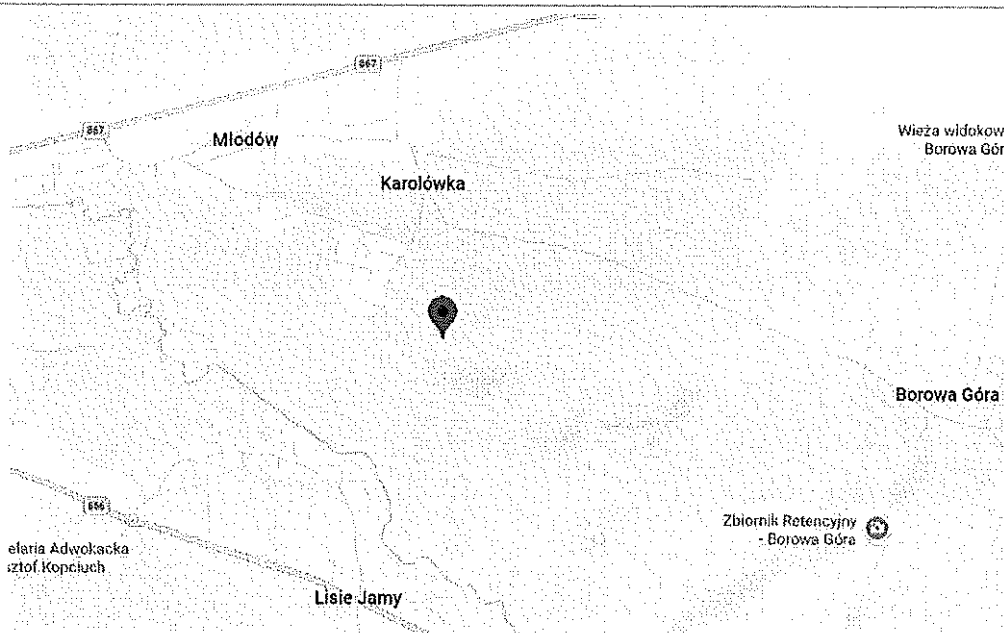 867
867
Młodów
Wieża widokow
Borowa Gór
Karolówka
Borowa Góra
Zbiornik Retencyjny
- Borowa Góra
elaria Adwokacka
sztof Kopciuch
Lisie Jamy